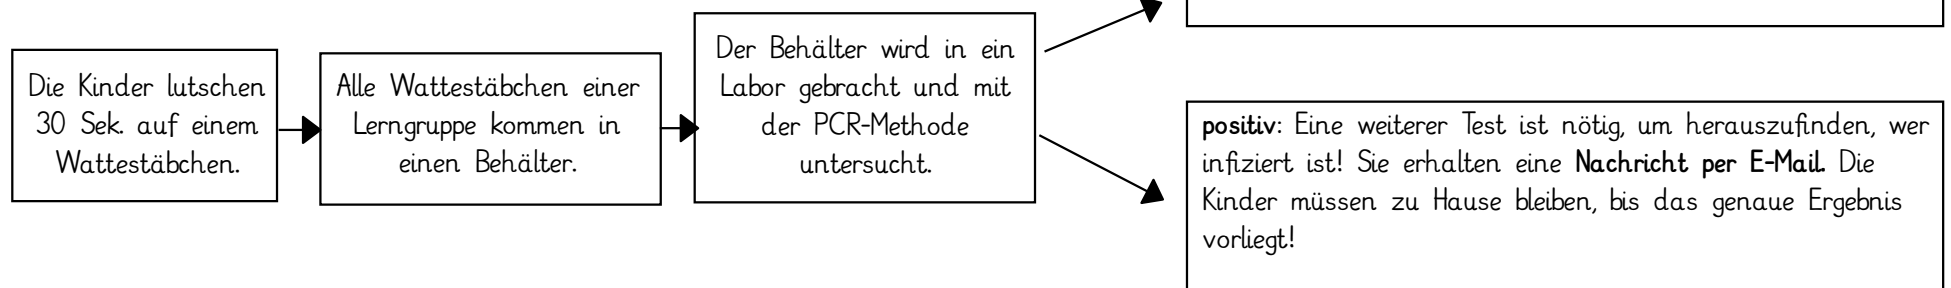 Die Kinder lutschen
30 Sek. auf einem
Wattestäbchen.
Alle Wattestäbchen einer
Lerngruppe kommen in
einen Behälter.
Der Behälter wird in ein
Labor gebracht und mit
der PCR-Methode
untersucht.
positiv: Eine weiterer Test ist nötig, um herauszufinden, wer
infiziert ist! Sie erhalten eine Nachricht per E-Mail. Die
Kinder müssen zu Hause bleiben, bis das genaue Ergebnis
vorliegt!